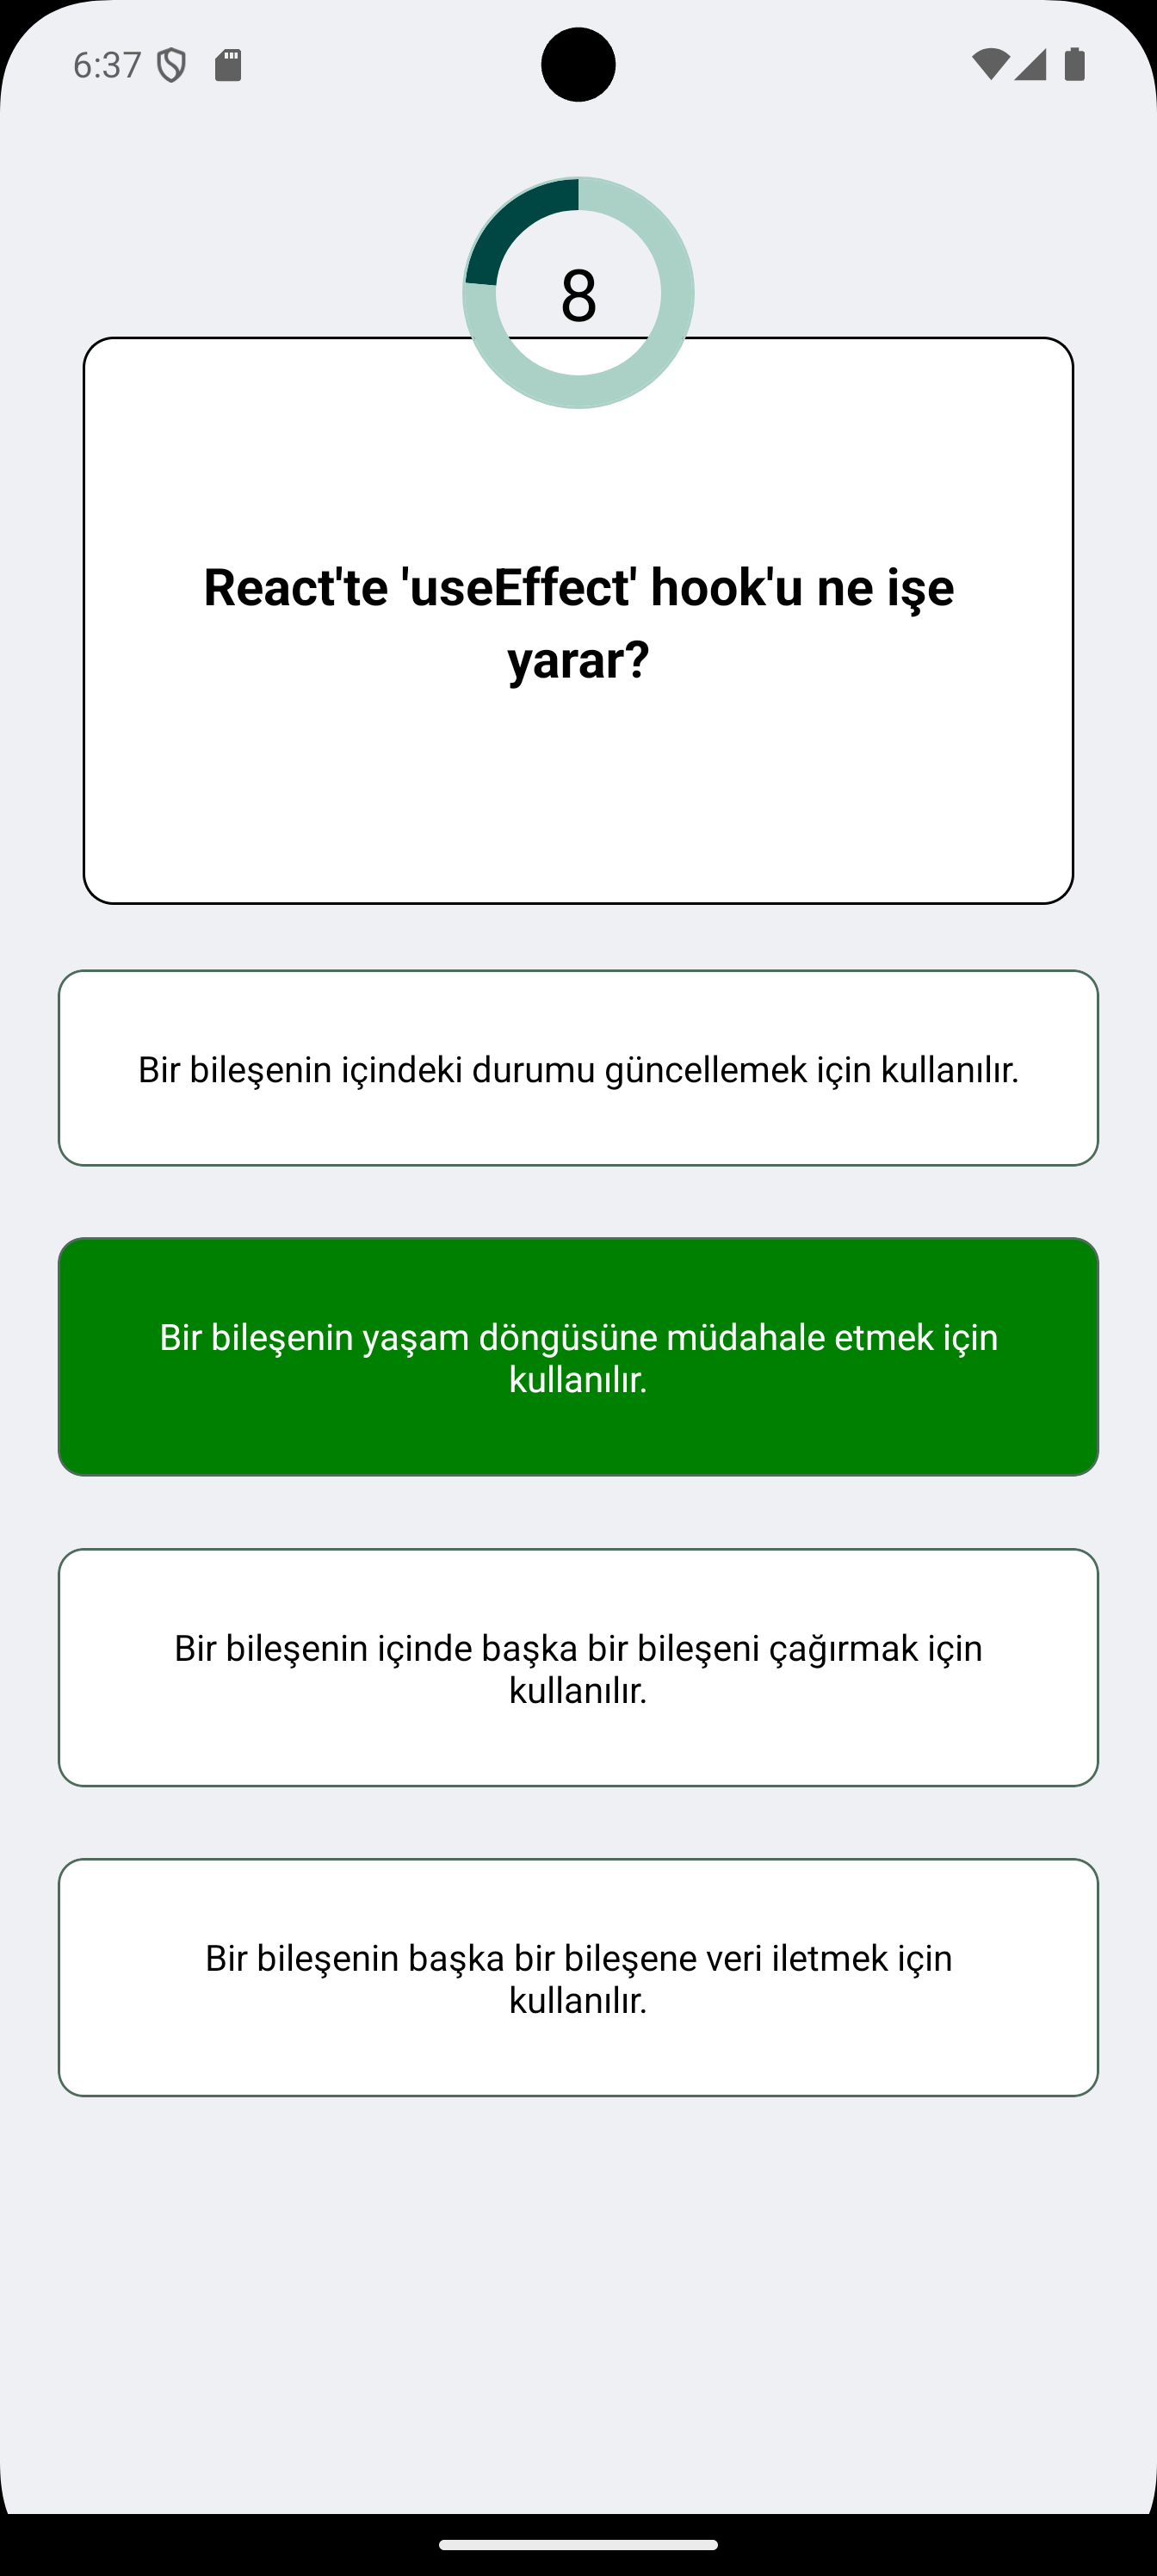 6:37
8
React'te 'useEffect' hook'u ne işe
yarar?
Bir bileşenin içindeki durumu güncellemek için kullanılır.
Bir bileşenin yaşam döngüsüne müdahale etmek için
kullanılır.
Bir bileşenin içinde başka bir bileşeni çağırmak için
kullanılır.
Bir bileşenin başka bir bileşene veri iletmek için
kullanılır.